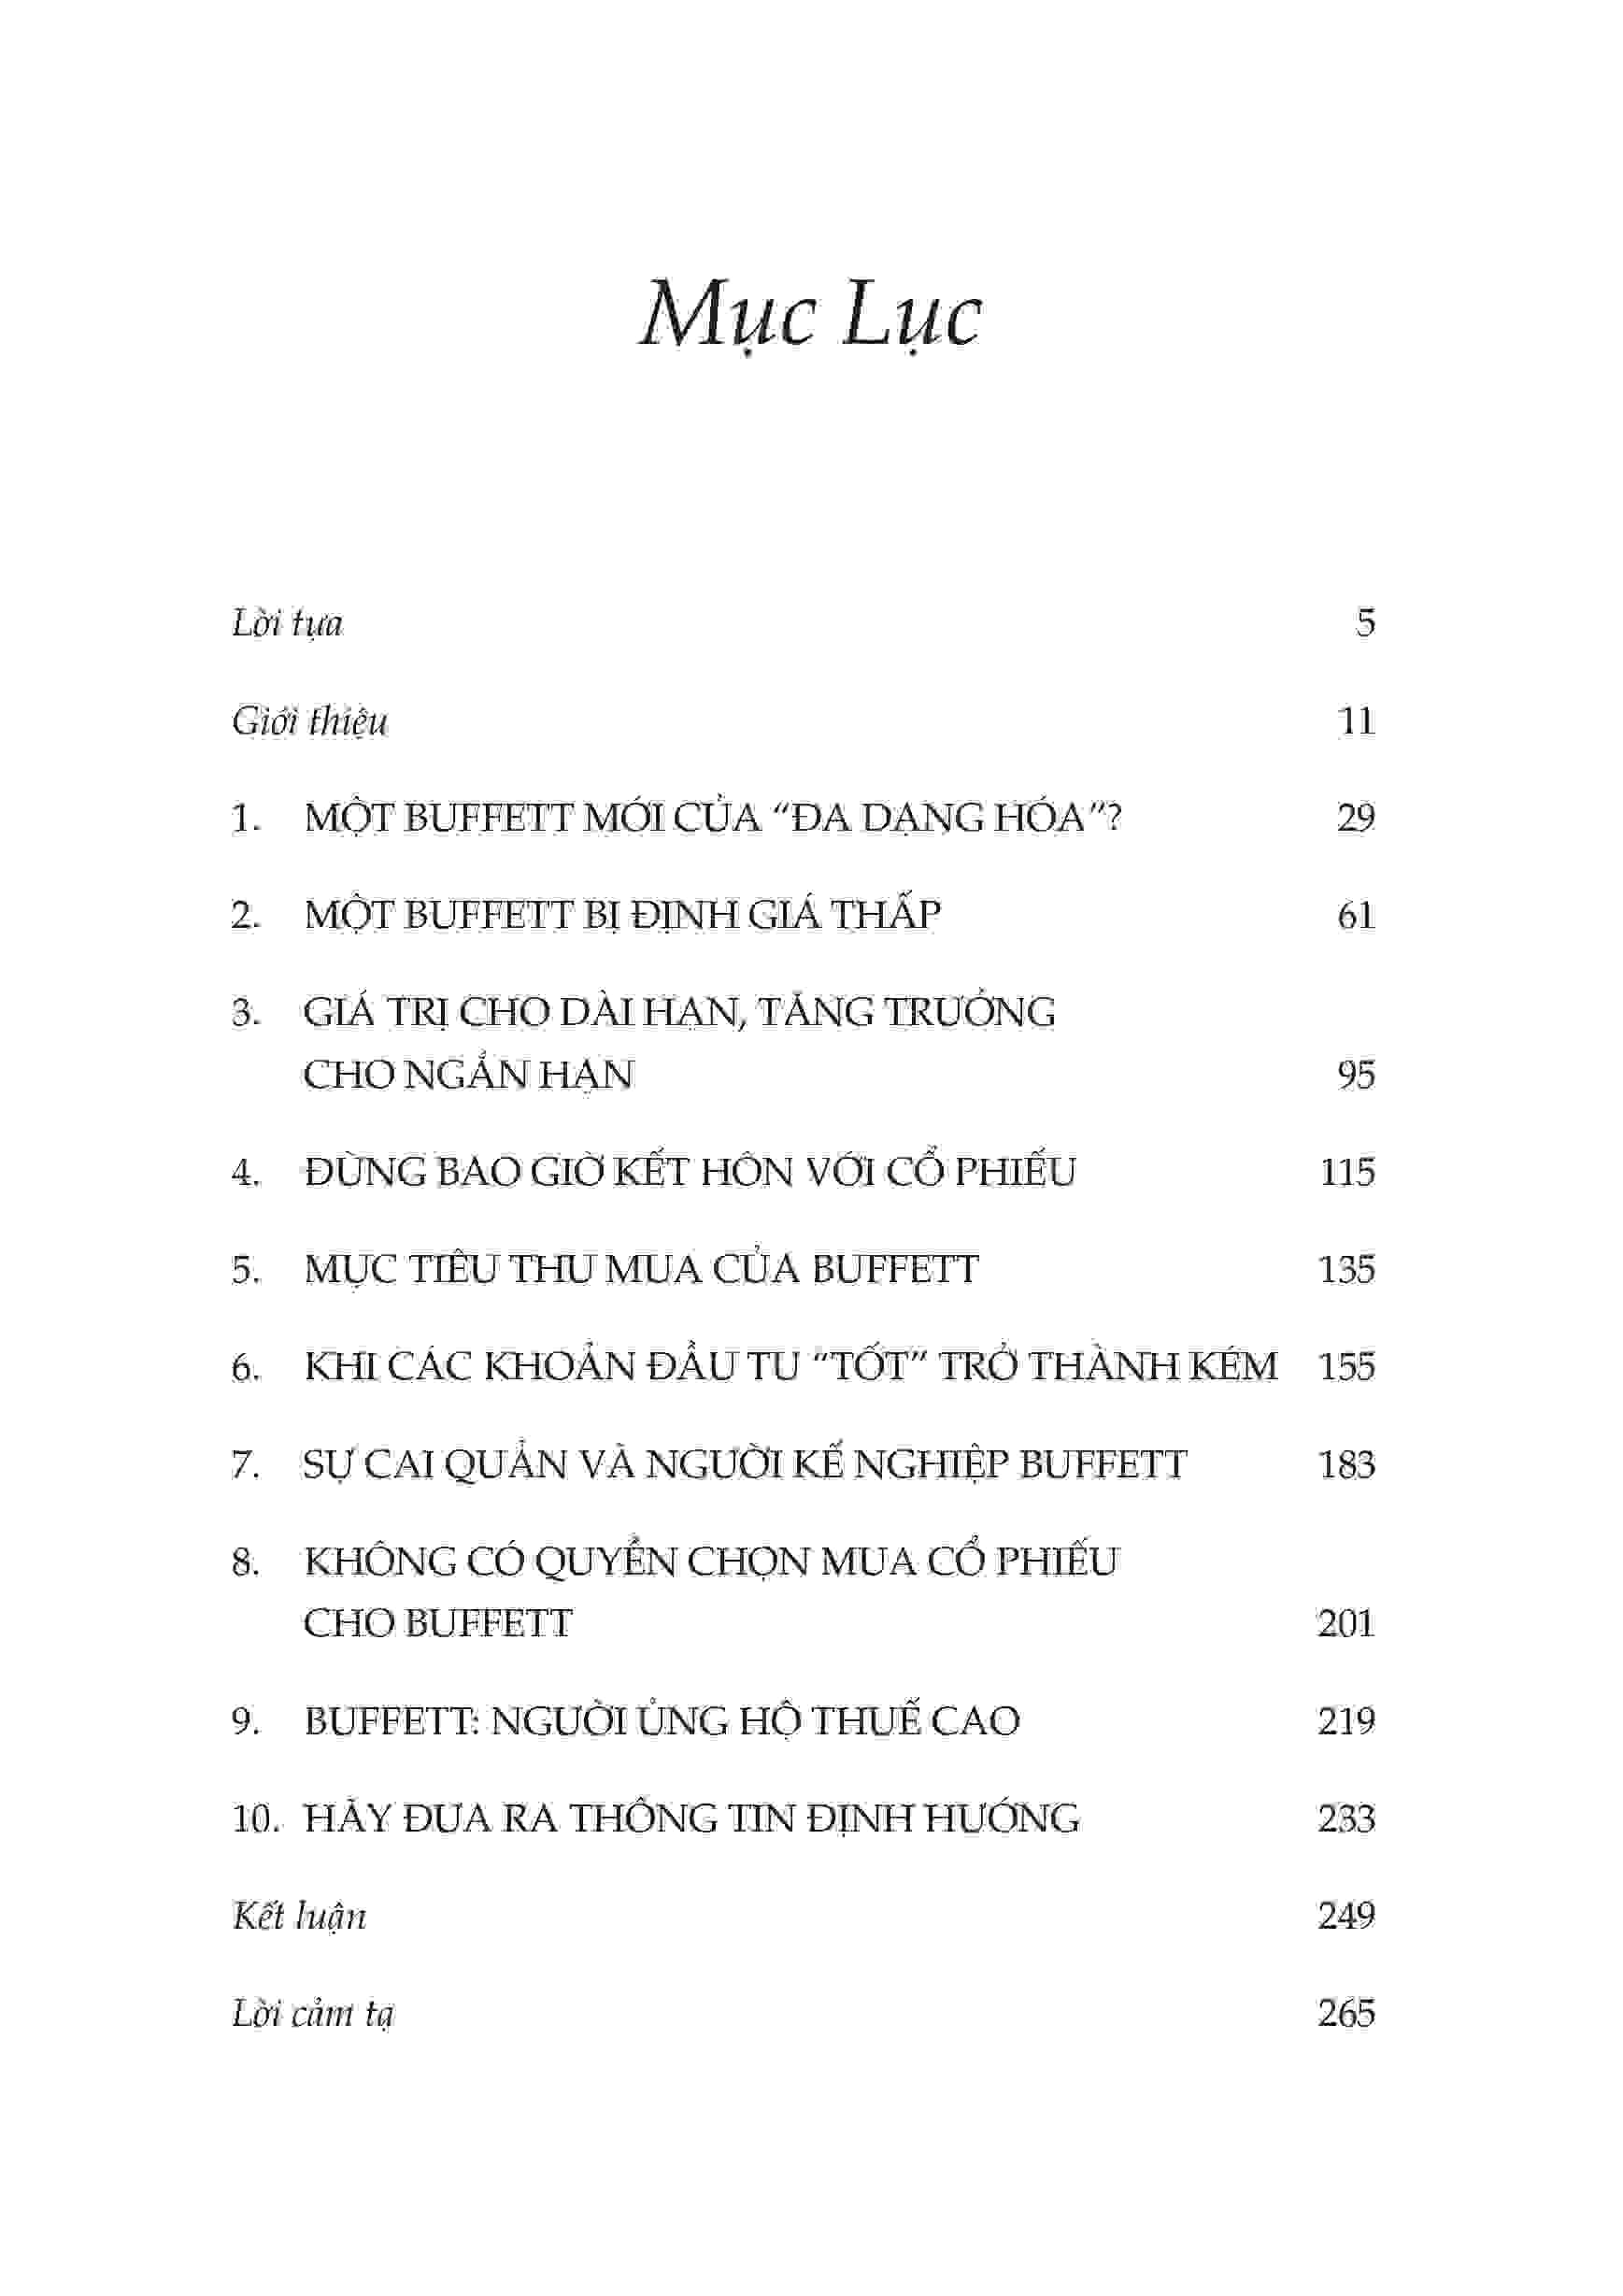 Mục Lục
Lời tựa 5
Giới thiệu 11
1. MỘT BUFFETT MỚI CỦA “ĐA DẠNG HÓA”? 29
2. MỘT BUFFETT BỊ ĐỊNH GIÁ THẤP 61
3. GIÁ TRỊ CHO DÀI HẠN, TĂNG TRƯỞNG
CHO NGẮN HẠN 95
4. ĐỪNG BAO GIỜ KẾT HÔN VỚI CỔ PHIẾU 115
5. MỤC TIÊU THU MUA CỦA BUFFETT 135
6. KHI CÁC KHOẢN ĐẦU TƯ “TỐT” TRỞ THÀNH KÉM 155
7. SỰ CAI QUẢN VÀ NGƯỜI KẾ NGHIỆP BUFFETT 183
8. KHÔNG CÓ QUYỀN CHỌN MUA CỔ PHIẾU
CHO BUFFETT 201
9. BUFFETT: NGƯỜI ỦNG HỘ THUẾ CAO 219
10. HÃY ĐƯA RA THÔNG TIN ĐỊNH HƯỚNG 233
Kết luận 249
Lời cảm tạ 265